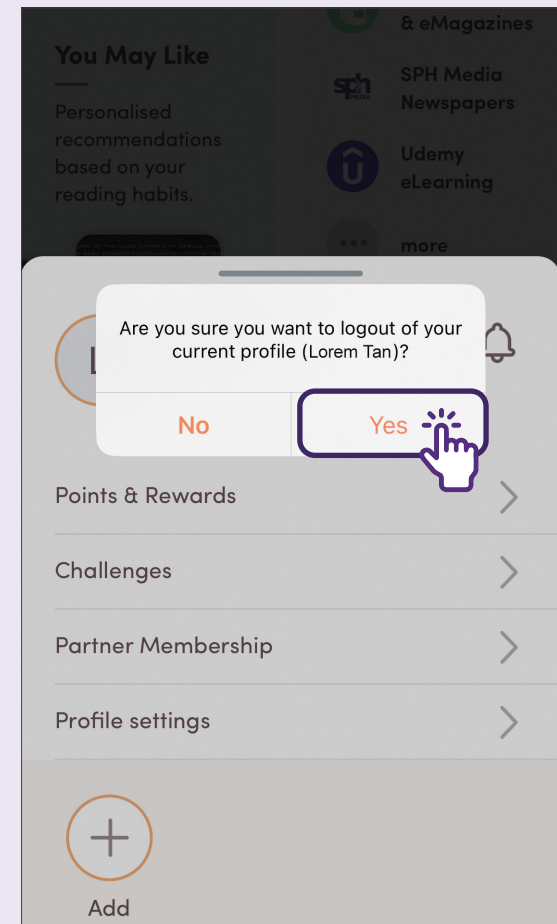 & eMagazines
You May Like
SPH Media
Newspapers
sph
MEDIA
Personalised
recommendations
based on your
reading habits.
Udemy
eLearning
more
Are you sure you want to logout of your
current profile (Lorem Tan)?
No
Yes
Points & Rewards
Challenges
Partner Membership
Profile settings
Add